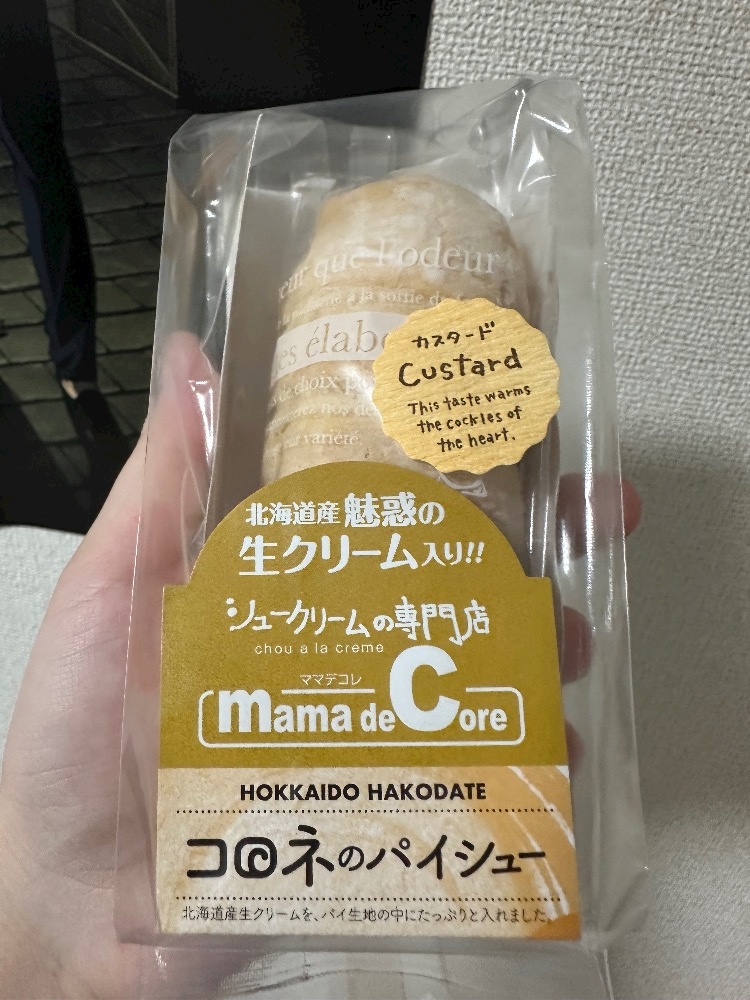 que l'odeur
à la
élabo
choix
nos
variété.
カスタード
Custard
This taste warms
the cockles of
the heart.
北海道産 魅惑の
生クリーム入り!!
シュークリームの専門店
chou a la creme
ママデコレ
mama de Core
HOKKAIDO HAKODATE
コロネのパイシュー
北海道産生クリームを、パイ生地の中にたっぷりと入れました。